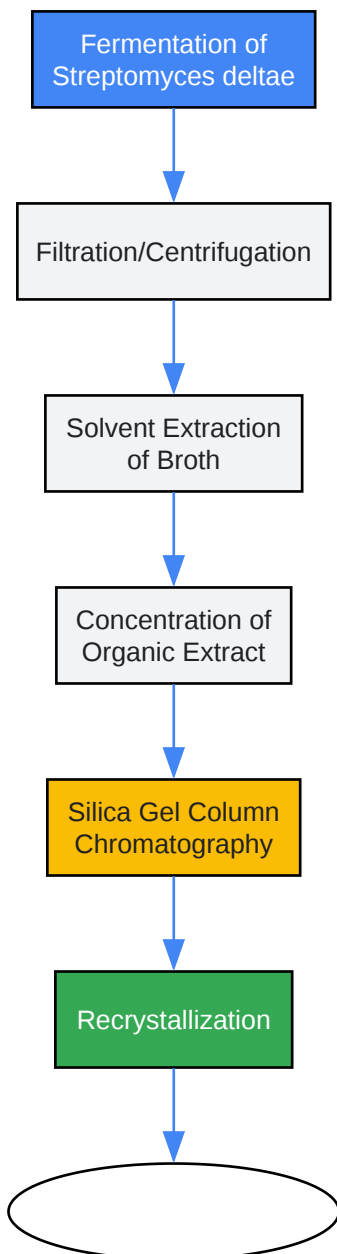 Fermentation of
Streptomyces deltae
Filtration/Centrifugation
Solvent Extraction
of Broth
Concentration of
Organic Extract
Silica Gel Column
Chromatography
Recrystallization